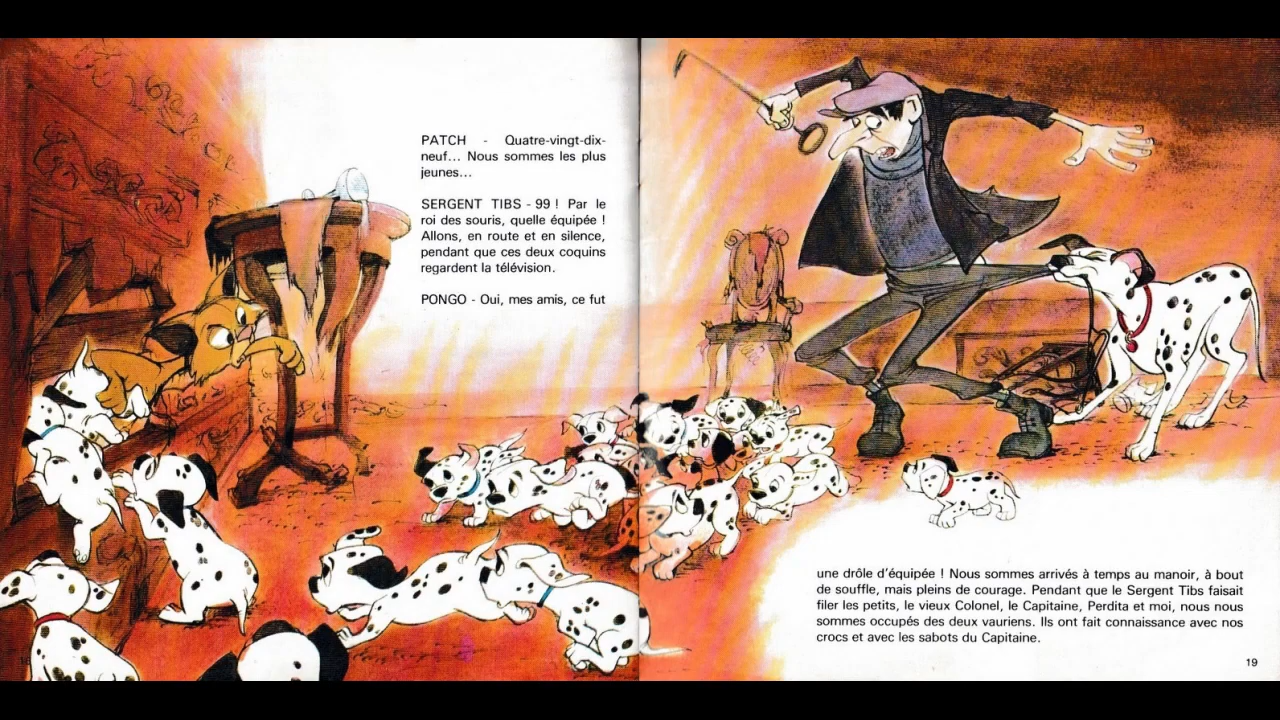 PATCH - Quatre-vingt-dix-
neuf... Nous sommes les plus
jeunes...
SERGENT TIBS - 99 ! Par le
roi des souris, quelle équipée !
Allons, en route et en silence,
pendant que ces deux coquins
regardent la télévision.
PONGO - Oui, mes amis, ce fut
une drôle d'équipée ! Nous sommes arrivés à temps au manoir, à bout
de souffle, mais pleins de courage. Pendant que le Sergent Tibs faisait
filer les petits, le vieux Colonel, le Capitaine, Perdita et moi, nous nous
sommes occupés des deux vauriens. Ils ont fait connaissance avec nos
crocs et avec les sabots du Capitaine.
19